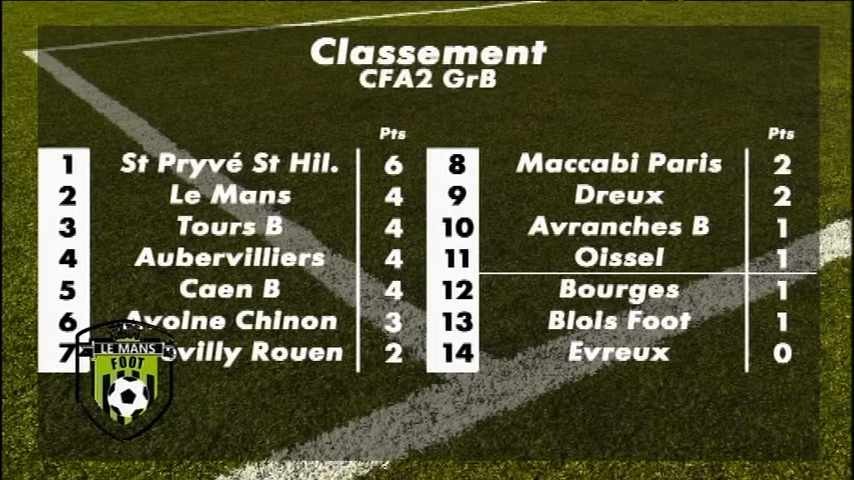 Classement
CFA2 GrB
Pts
1 St Pryvé St Hil. 6
2 Le Mans 4
3 Tours B 4
4 Aubervilliers 4
5 Caen B 4
6 Avoine Chinon 3
7 Rouen 2
Pts
8 Maccabi Paris 2
9 Dreux 2
10 Avranches B 1
11 Oissel 1
12 Bourges 1
13 Blois Foot 1
14 Evreux 0
LE MANS
FOOT